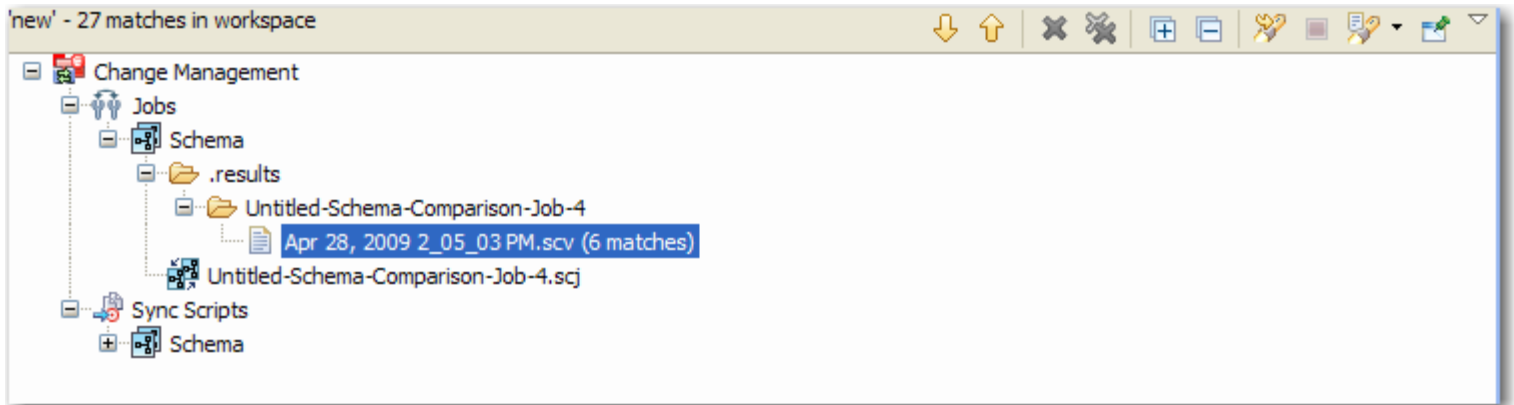 'new' - 27 matches in workspace
Change Management
Jobs
Schema
.results
Untitled-Schema-Comparison-Job-4
Apr 28, 2009 2_05_03 PM.scv (6 matches)
Untitled-Schema-Comparison-Job-4.scj
Sync Scripts
Schema